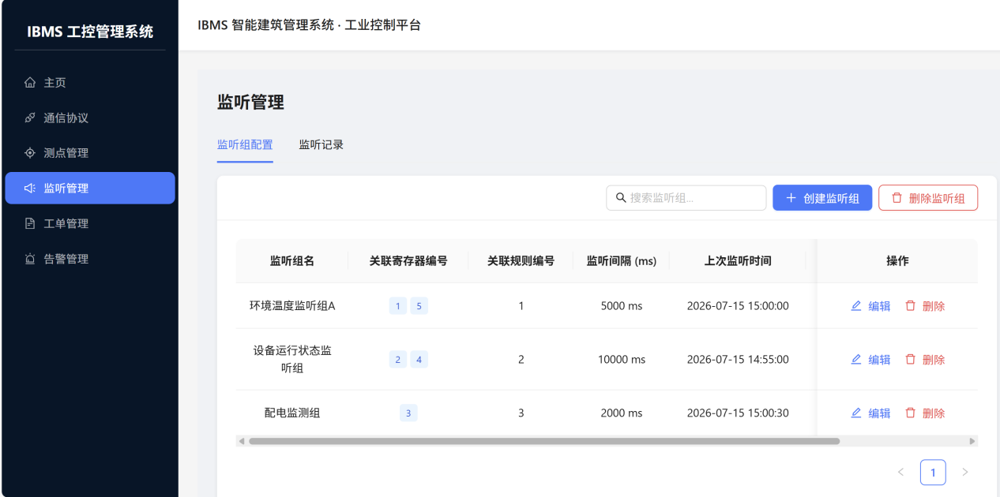 IBMS 工控管理系统
IBMS 智能建筑管理系统 · 工业控制平台
主页
通信协议
测点管理
监听管理
工单管理
告警管理
监听管理
监听组配置 监听记录
搜索监听组... 创建监听组 删除监听组
监听组名 关联寄存器编号 关联规则编号 监听间隔 (ms) 上次监听时间 操作
环境温度监听组A 1 5 1 5000 ms 2026-07-15 15:00:00 编辑 删除
设备运行状态监
听组 2 4 2 10000 ms 2026-07-15 14:55:00 编辑 删除
配电监测组 3 3 2000 ms 2026-07-15 15:00:30 编辑 删除
1